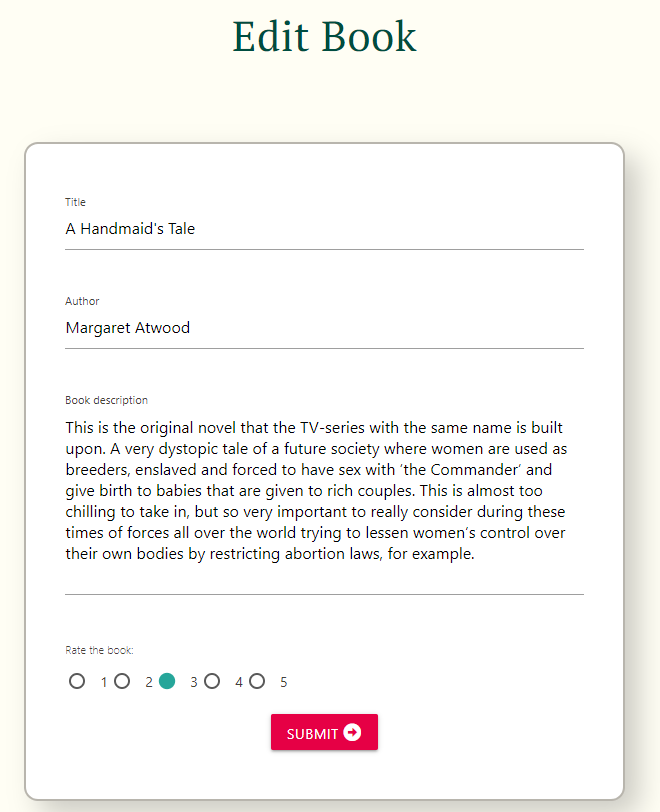 Edit Book
Title
A Handmaid's Tale
Author
Margaret Atwood
Book description
This is the original novel that the TV-series with the same name is built
upon. A very dystopic tale of a future society where women are used as
breeders, enslaved and forced to have sex with ‘the Commander’ and
give birth to babies that are given to rich couples. This is almost too
chilling to take in, but so very important to really consider during these
times of forces all over the world trying to lessen women’s control over
their own bodies by restricting abortion laws, for example.
Rate the book:
1 2 3 4 5
SUBMIT